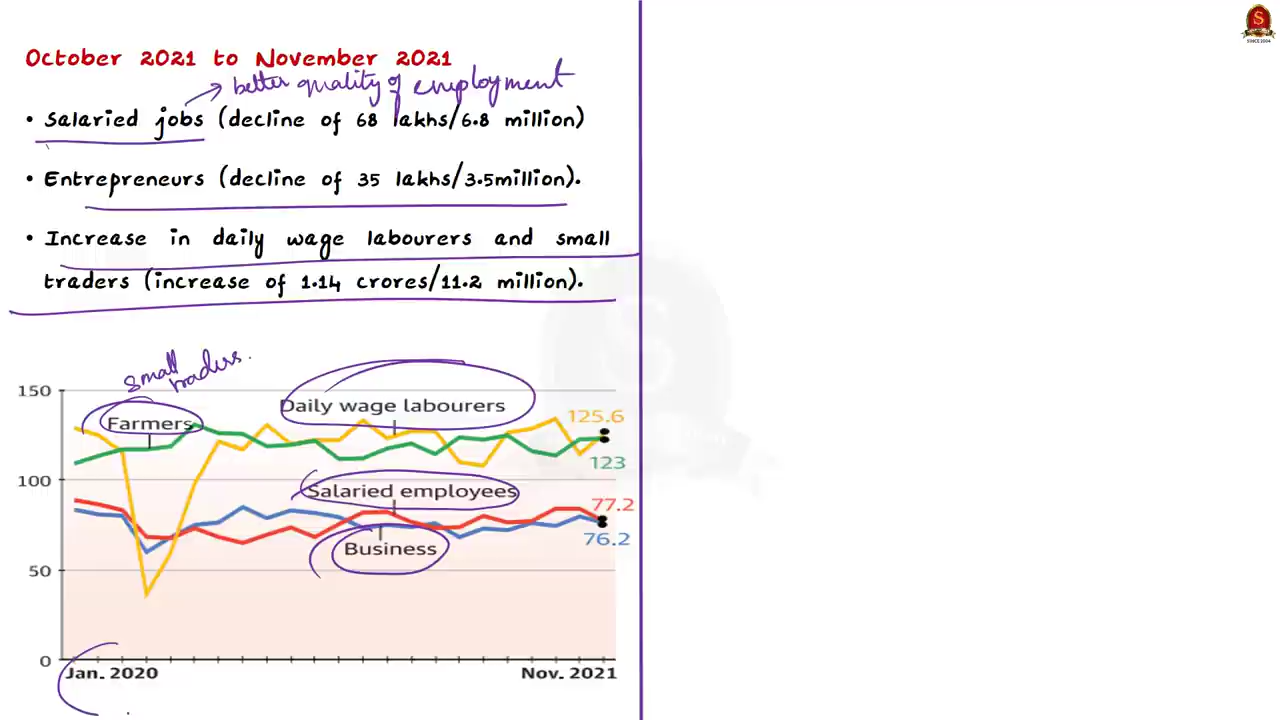 October 2021 to November 2021
better quality of employment
• Salaried jobs (decline of 68 lakhs/6.8 million)
• Entrepreneurs (decline of 35 lakhs/3.5million).
• Increase in daily wage labourers and small
traders (increase of 1.14 crores/11.2 million).
small
traders.
150
Daily wage labourers
125.6
Farmers
123
100
Salaried employees
77.2
76.2
Business
50
0
Jan. 2020
Nov. 2021
S
SINCE 2004